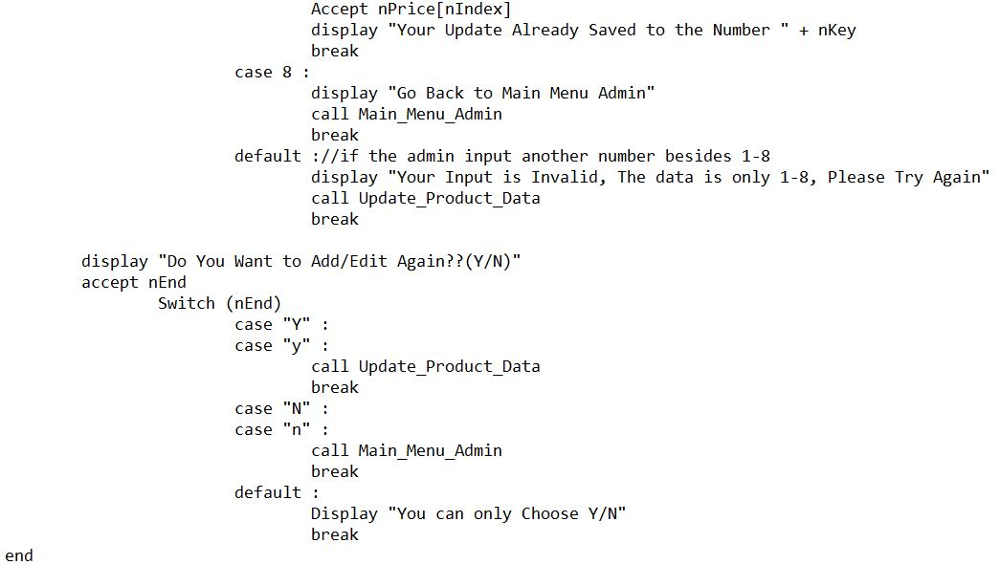 Accept nPrice[nIndex]
display "Your Update Already Saved to the Number " + nKey
break
case 8 :
display "Go Back to Main Menu Admin"
call Main_Menu_Admin
break
default ://if the admin input another number besides 1-8
display "Your Input is Invalid, The data is only 1-8, Please Try Again"
call Update_Product_Data
break
display "Do You Want to Add/Edit Again??(Y/N)"
accept nEnd
Switch (nEnd)
case "Y" :
case "y" :
call Update_Product_Data
break
case "N" :
case "n" :
call Main_Menu_Admin
break
default :
Display "You can only Choose Y/N"
break
end